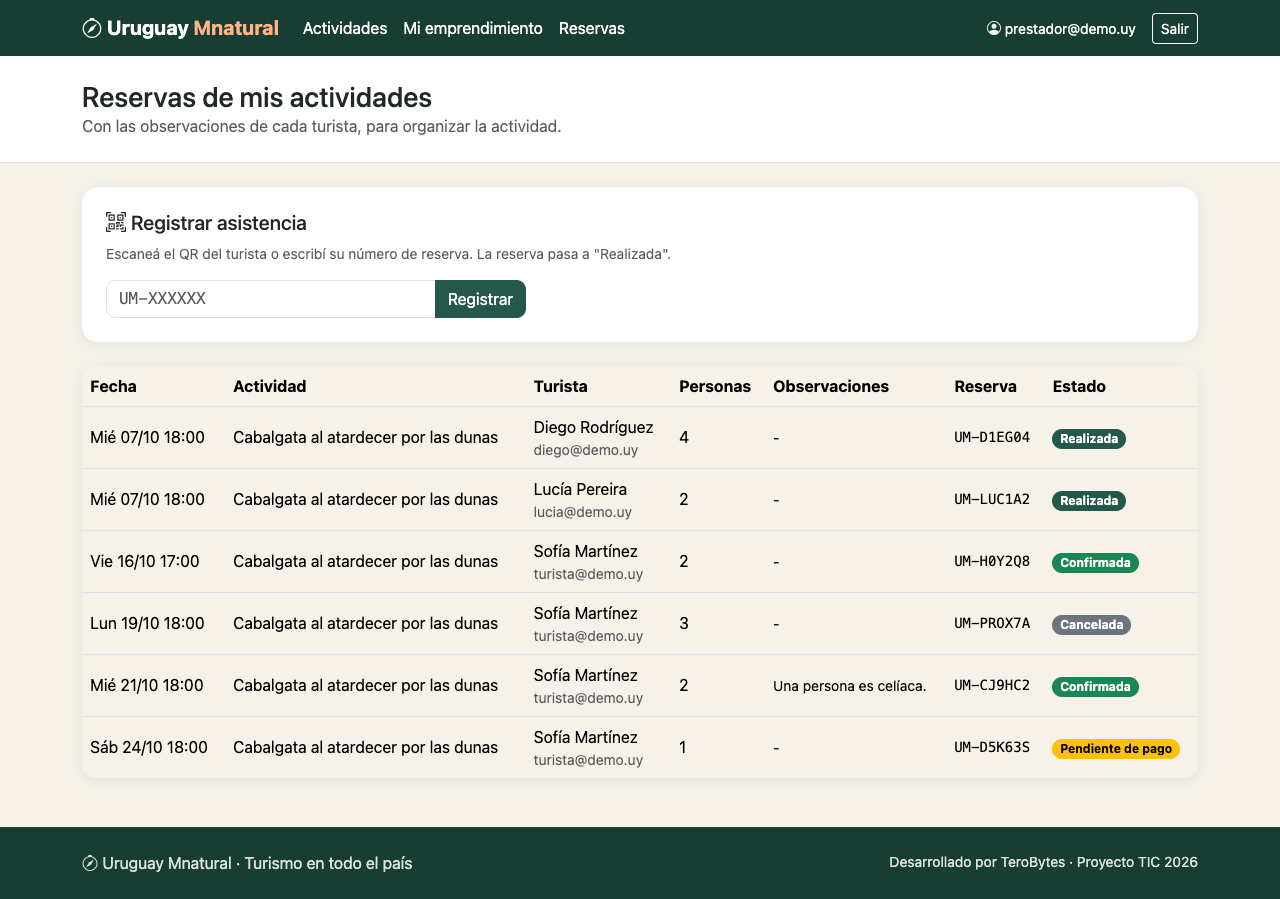 Uruguay Mnatural Actividades Mi emprendimiento Reservas prestador@demo.uy Salir
Reservas de mis actividades
Con las observaciones de cada turista, para organizar la actividad.
Registrar asistencia
Escaneá el QR del turista o escribí su número de reserva. La reserva pasa a "Realizada".
UM-XXXXXX Registrar
Fecha Actividad Turista Personas Observaciones Reserva Estado
Mié 07/10 18:00 Cabalgata al atardecer por las dunas Diego Rodríguez 4 - UM-D1EG04 Realizada
diego@demo.uy
Mié 07/10 18:00 Cabalgata al atardecer por las dunas Lucía Pereira 2 - UM-LUC1A2 Realizada
lucia@demo.uy
Vie 16/10 17:00 Cabalgata al atardecer por las dunas Sofía Martínez 2 - UM-H0Y2Q8 Confirmada
turista@demo.uy
Lun 19/10 18:00 Cabalgata al atardecer por las dunas Sofía Martínez 3 - UM-PROX7A Cancelada
turista@demo.uy
Mié 21/10 18:00 Cabalgata al atardecer por las dunas Sofía Martínez 2 Una persona es celíaca. UM-CJ9HC2 Confirmada
turista@demo.uy
Sáb 24/10 18:00 Cabalgata al atardecer por las dunas Sofía Martínez 1 - UM-D5K63S Pendiente de pago
turista@demo.uy
Uruguay Mnatural · Turismo en todo el país Desarrollado por TeroBytes · Proyecto TIC 2026